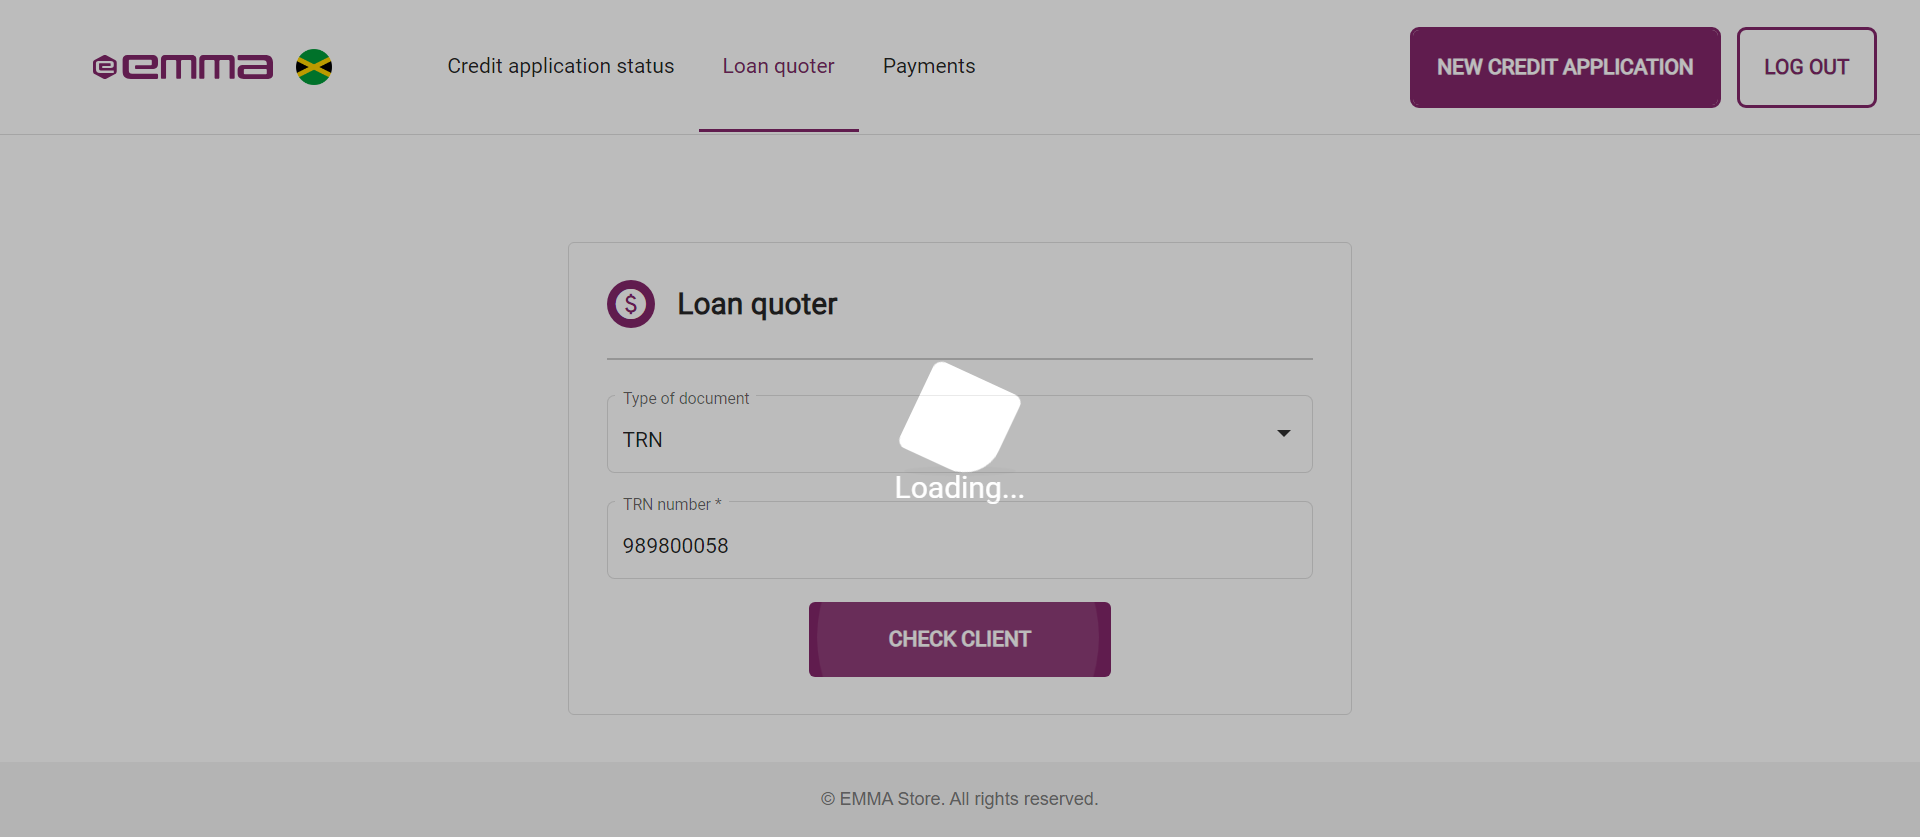 emma
Credit application status
Loan quoter
Payments
NEW CREDIT APPLICATION
LOG OUT
$ Loan quoter
Type of document
TRN
Loading...
TRN number *
989800058
CHECK CLIENT
© EMMA Store. All rights reserved.